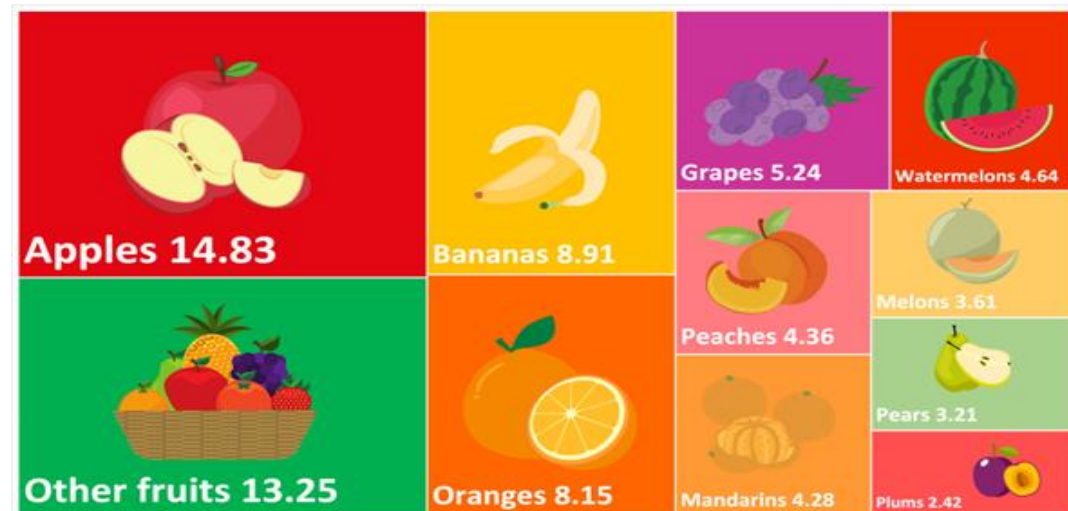 Apples 14.83
Other fruits 13.25
Bananas 8.91
Oranges 8.15
Grapes 5.24
Watermelons 4.64
Peaches 4.36
Mandarins 4.28
Melons 3.61
Pears 3.21
Plums 2.42